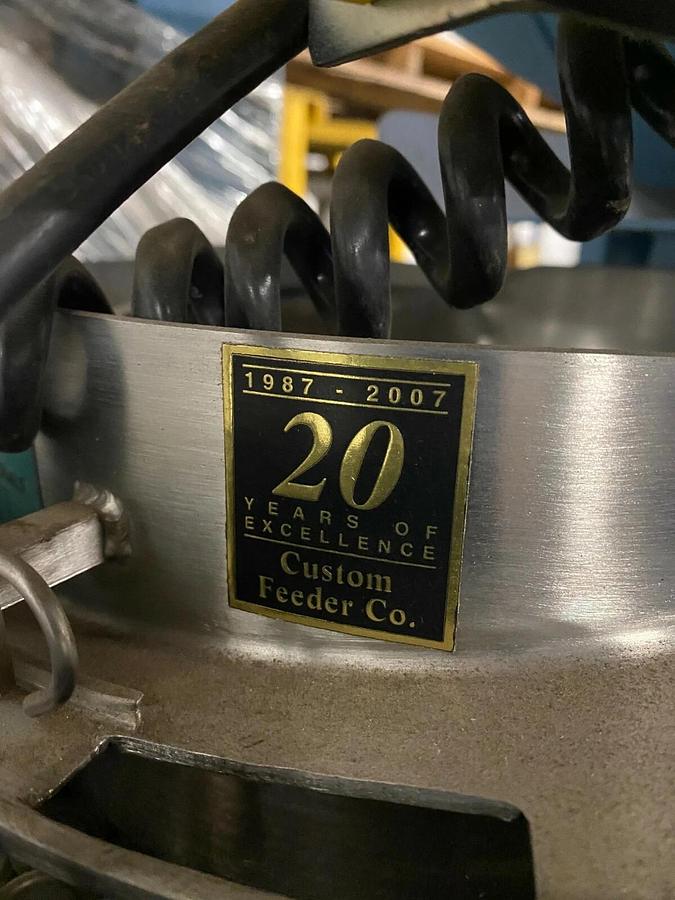 1987 - 2007
20
YEARS OF
EXCELLENCE
Custom
Feeder Co.